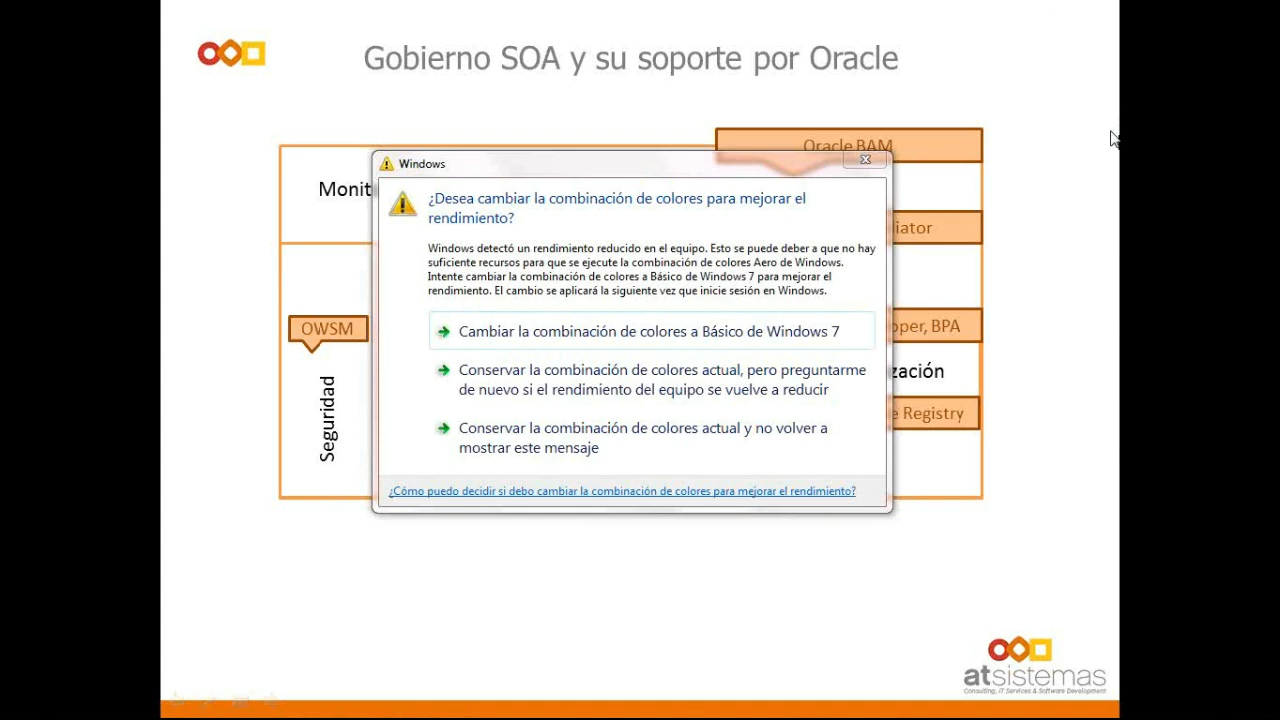 Gobierno SOA y su soporte por Oracle
Oracle BAM
Windows
Monit
¿Desea cambiar la combinación de colores para mejorar el
rendimiento?
Windows detectó un rendimiento reducido en el equipo. Esto se puede deber a que no hay
suficiente recursos para que se ejecute la combinación de colores Aero de Windows.
Intente cambiar la combinación de colores a Básico de Windows 7 para mejorar el
rendimiento. El cambio se aplicará la siguiente vez que inicie sesión en Windows.
iator
OWSM
Cambiar la combinación de colores a Básico de Windows 7
oper, BPA
Conservar la combinación de colores actual, pero preguntarme
de nuevo si el rendimiento del equipo se vuelve a reducir
zación
Seguridad
e Registry
Conservar la combinación de colores actual y no volver a
mostrar este mensaje
¿Cómo puedo decidir si debo cambiar la combinación de colores para mejorar el rendimiento?
atsistemas
Consulting, IT Services & Software Development